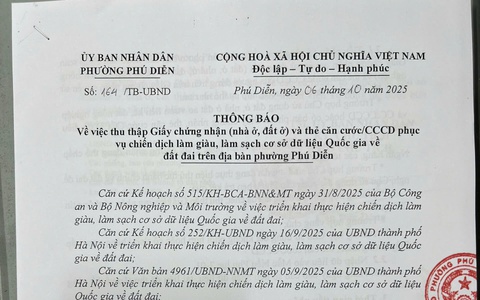 ỦY BAN NHÂN DÂN
PHƯỜNG PHÚ DIỄN
CỘNG HOÀ XÃ HỘI CHỦ NGHĨA VIỆT NAM
Độc lập – Tự do – Hạnh phúc
Số: 164 /TB-UBND
Phú Diễn, ngày 06 tháng 10 năm 2025
THÔNG BÁO
Về việc thu thập Giấy chứng nhận (nhà ở, đất ở) và thẻ căn cước/CCCD phục
vụ chiến dịch làm giàu, làm sạch cơ sở dữ liệu Quốc gia về
đất đai trên địa bàn phường Phú Diễn
Căn cứ Kế hoạch số 515/KH-BCA-BNN&MT ngày 31/8/2025 của Bộ Công
an và Bộ Nông nghiệp và Môi trường về việc triển khai thực hiện chiến dịch làm
giàu, làm sạch cơ sở dữ liệu Quốc gia về đất đai;
Căn cứ Kế hoạch số 252/KH-UBND ngày 16/9/2025 của UBND thành phố
Hà Nội về triển khai thực hiện chiến dịch làm giàu, làm sạch cơ sở dữ liệu Quốc
gia về đất đai;
Căn cứ Văn bản 4961/UBND-NNMT ngày 05/9/2025 của UBND thành phố
Hà Nội về việc triển khai thực hiện chiến dịch làm giàu, làm sạch cơ sở
dữ liệu Quốc gia về đất đai;